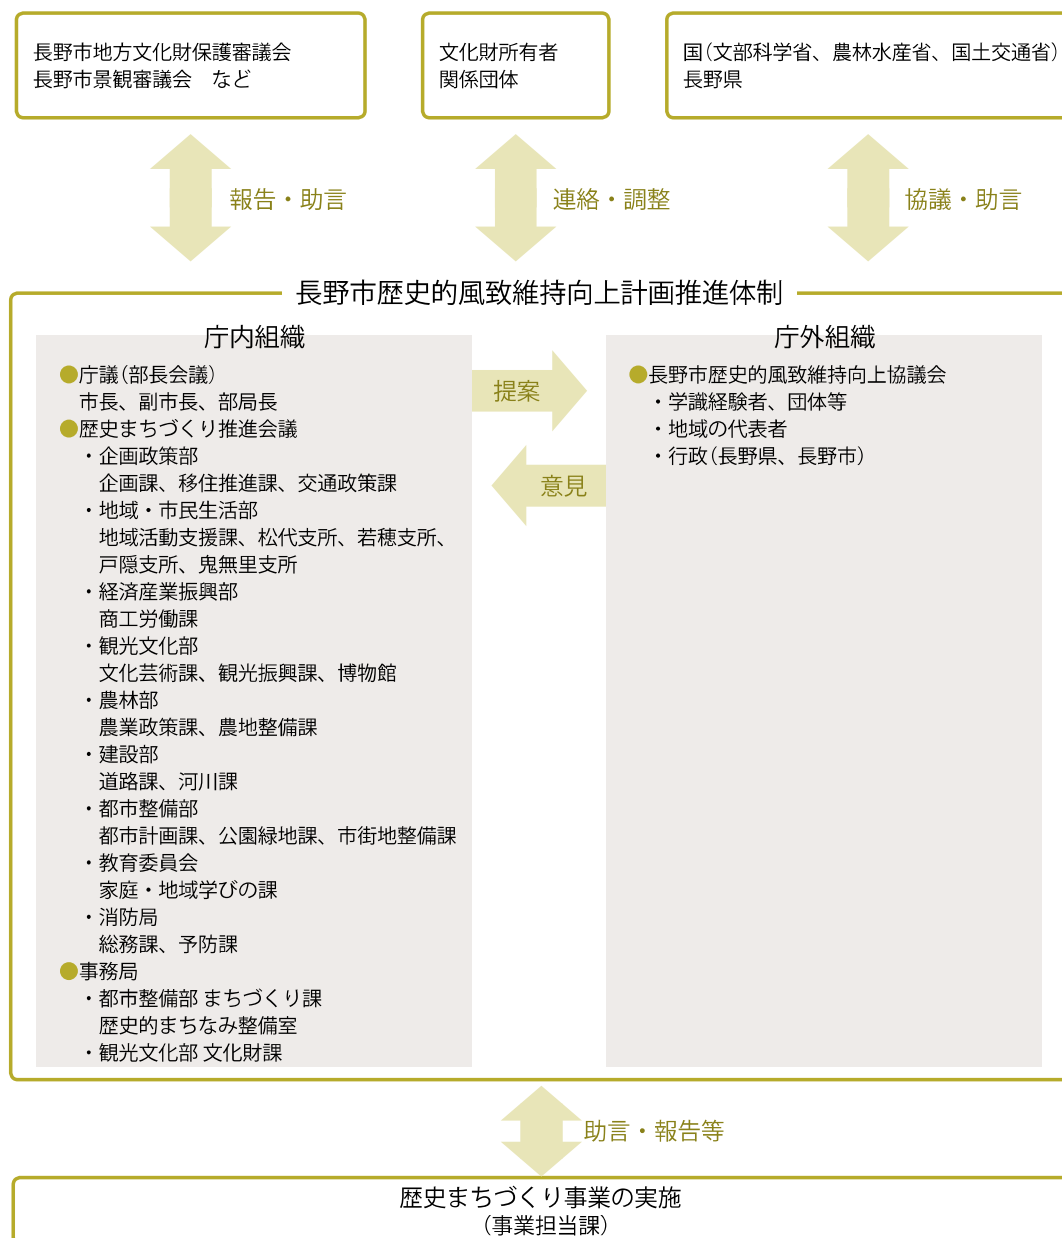 長野市地方文化財保護審議会
長野市景観審議会　など
文化財所有者
関係団体
国（文部科学省、農林水産省、国土交通省）
長野県
報告・助言
連絡・調整
協議・助言
長野市歴史的風致維持向上計画推進体制
庁内組織
●庁議（部長会議）
市長、副市長、部局長
●歴史まちづくり推進会議
・企画政策部
企画課、移住推進課、交通政策課
・地域・市民生活部
地域活動支援課、松代支所、若穂支所、
戸隠支所、鬼無里支所
・経済産業振興部
商工労働課
・観光文化部
文化芸術課、観光振興課、博物館
・農林部
農業政策課、農地整備課
・建設部
道路課、河川課
・都市整備部
都市計画課、公園緑地課、市街地整備課
・教育委員会
家庭・地域学びの課
・消防局
総務課、予防課
●事務局
・都市整備部 まちづくり課
歴史的まちなみ整備室
・観光文化部 文化財課
提案
意見
庁外組織
●長野市歴史的風致維持向上協議会
・学識経験者、団体等
・地域の代表者
・行政（長野県、長野市）
助言・報告等
歴史まちづくり事業の実施
（事業担当課）